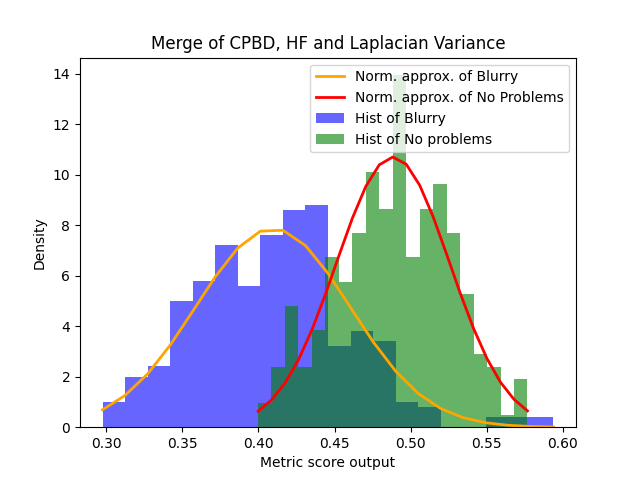 Merge of CPBD, HF and Laplacian Variance
Norm. approx. of Blurry
Norm. approx. of No Problems
Hist of Blurry
Hist of No problems
Density
14
12
10
8
6
4
2
0
0.30 0.35 0.40 0.45 0.50 0.55 0.60
Metric score output